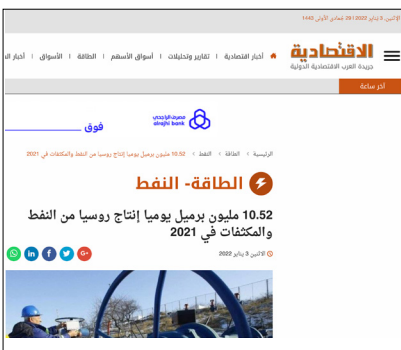 الإثنين, 3 يناير 2022 | 29 جمادى الأولى 1443
الاقتصادية
جريدة العرب الاقتصادية الدولية
أخبار اقتصادية | تقارير وتحليلات | أسواق الأسهم | الطاقة | الأسواق | أخبار الش
آخر ساعة
مصرف الراجحي
alrajhi bank
فوق
الرئيسية > الطاقة > النفط > 10.52 مليون برميل يوميا إنتاج روسيا من النفط والمكثفات في 2021
الطاقة- النفط
10.52 مليون برميل يوميا إنتاج روسيا من النفط
والمكثفات في 2021
الاثنين 3 يناير 2022